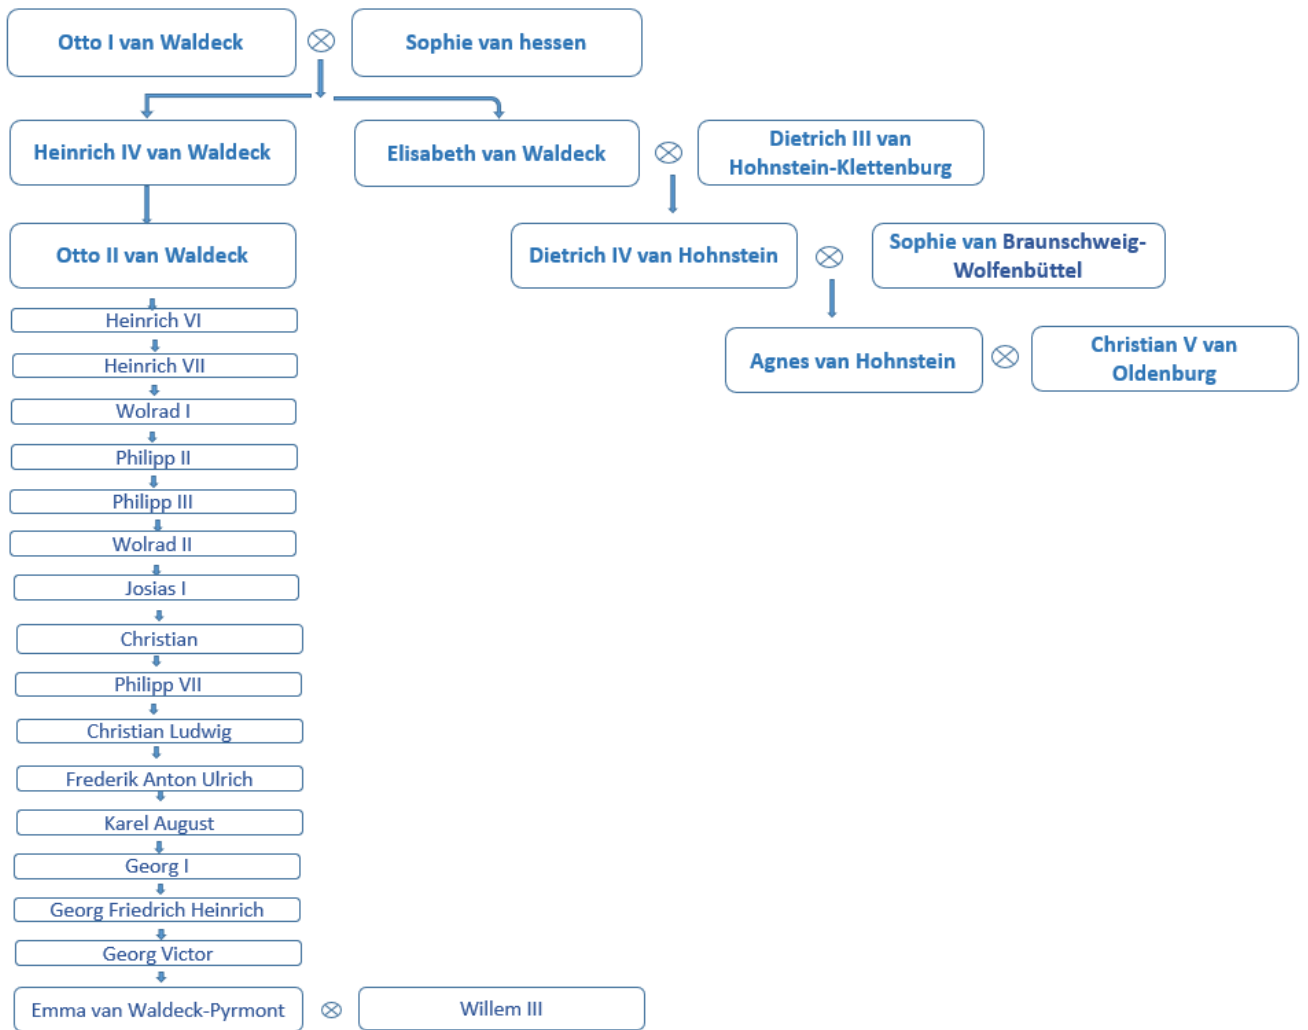 Otto I van Waldeck
Sophie van hessen
Heinrich IV van Waldeck
Elisabeth van Waldeck
Dietrich III van
Hohnstein-Klettenburg
Otto II van Waldeck
Dietrich IV van Hohnstein
Sophie van Braunschweig-
Wolfenbüttel
Heinrich VI
Agnes van Hohnstein
Christian V van
Oldenburg
Heinrich VII
Wolrad I
Philipp II
Philipp III
Wolrad II
Josias I
Christian
Philipp VII
Christian Ludwig
Frederik Anton Ulrich
Karel August
Georg I
Georg Friedrich Heinrich
Georg Victor
Emma van Waldeck-Pyrmont
Willem III